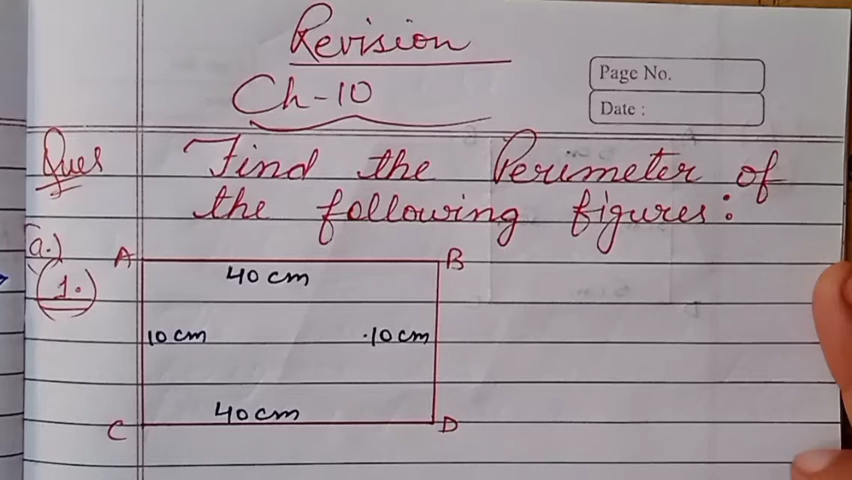 Revision
Ch-10
Page No.
Date :
Ques Find the Perimeter of
the following figures:
a.)
(1.)
A B
40 cm
10 cm 10 cm
40 cm
C D